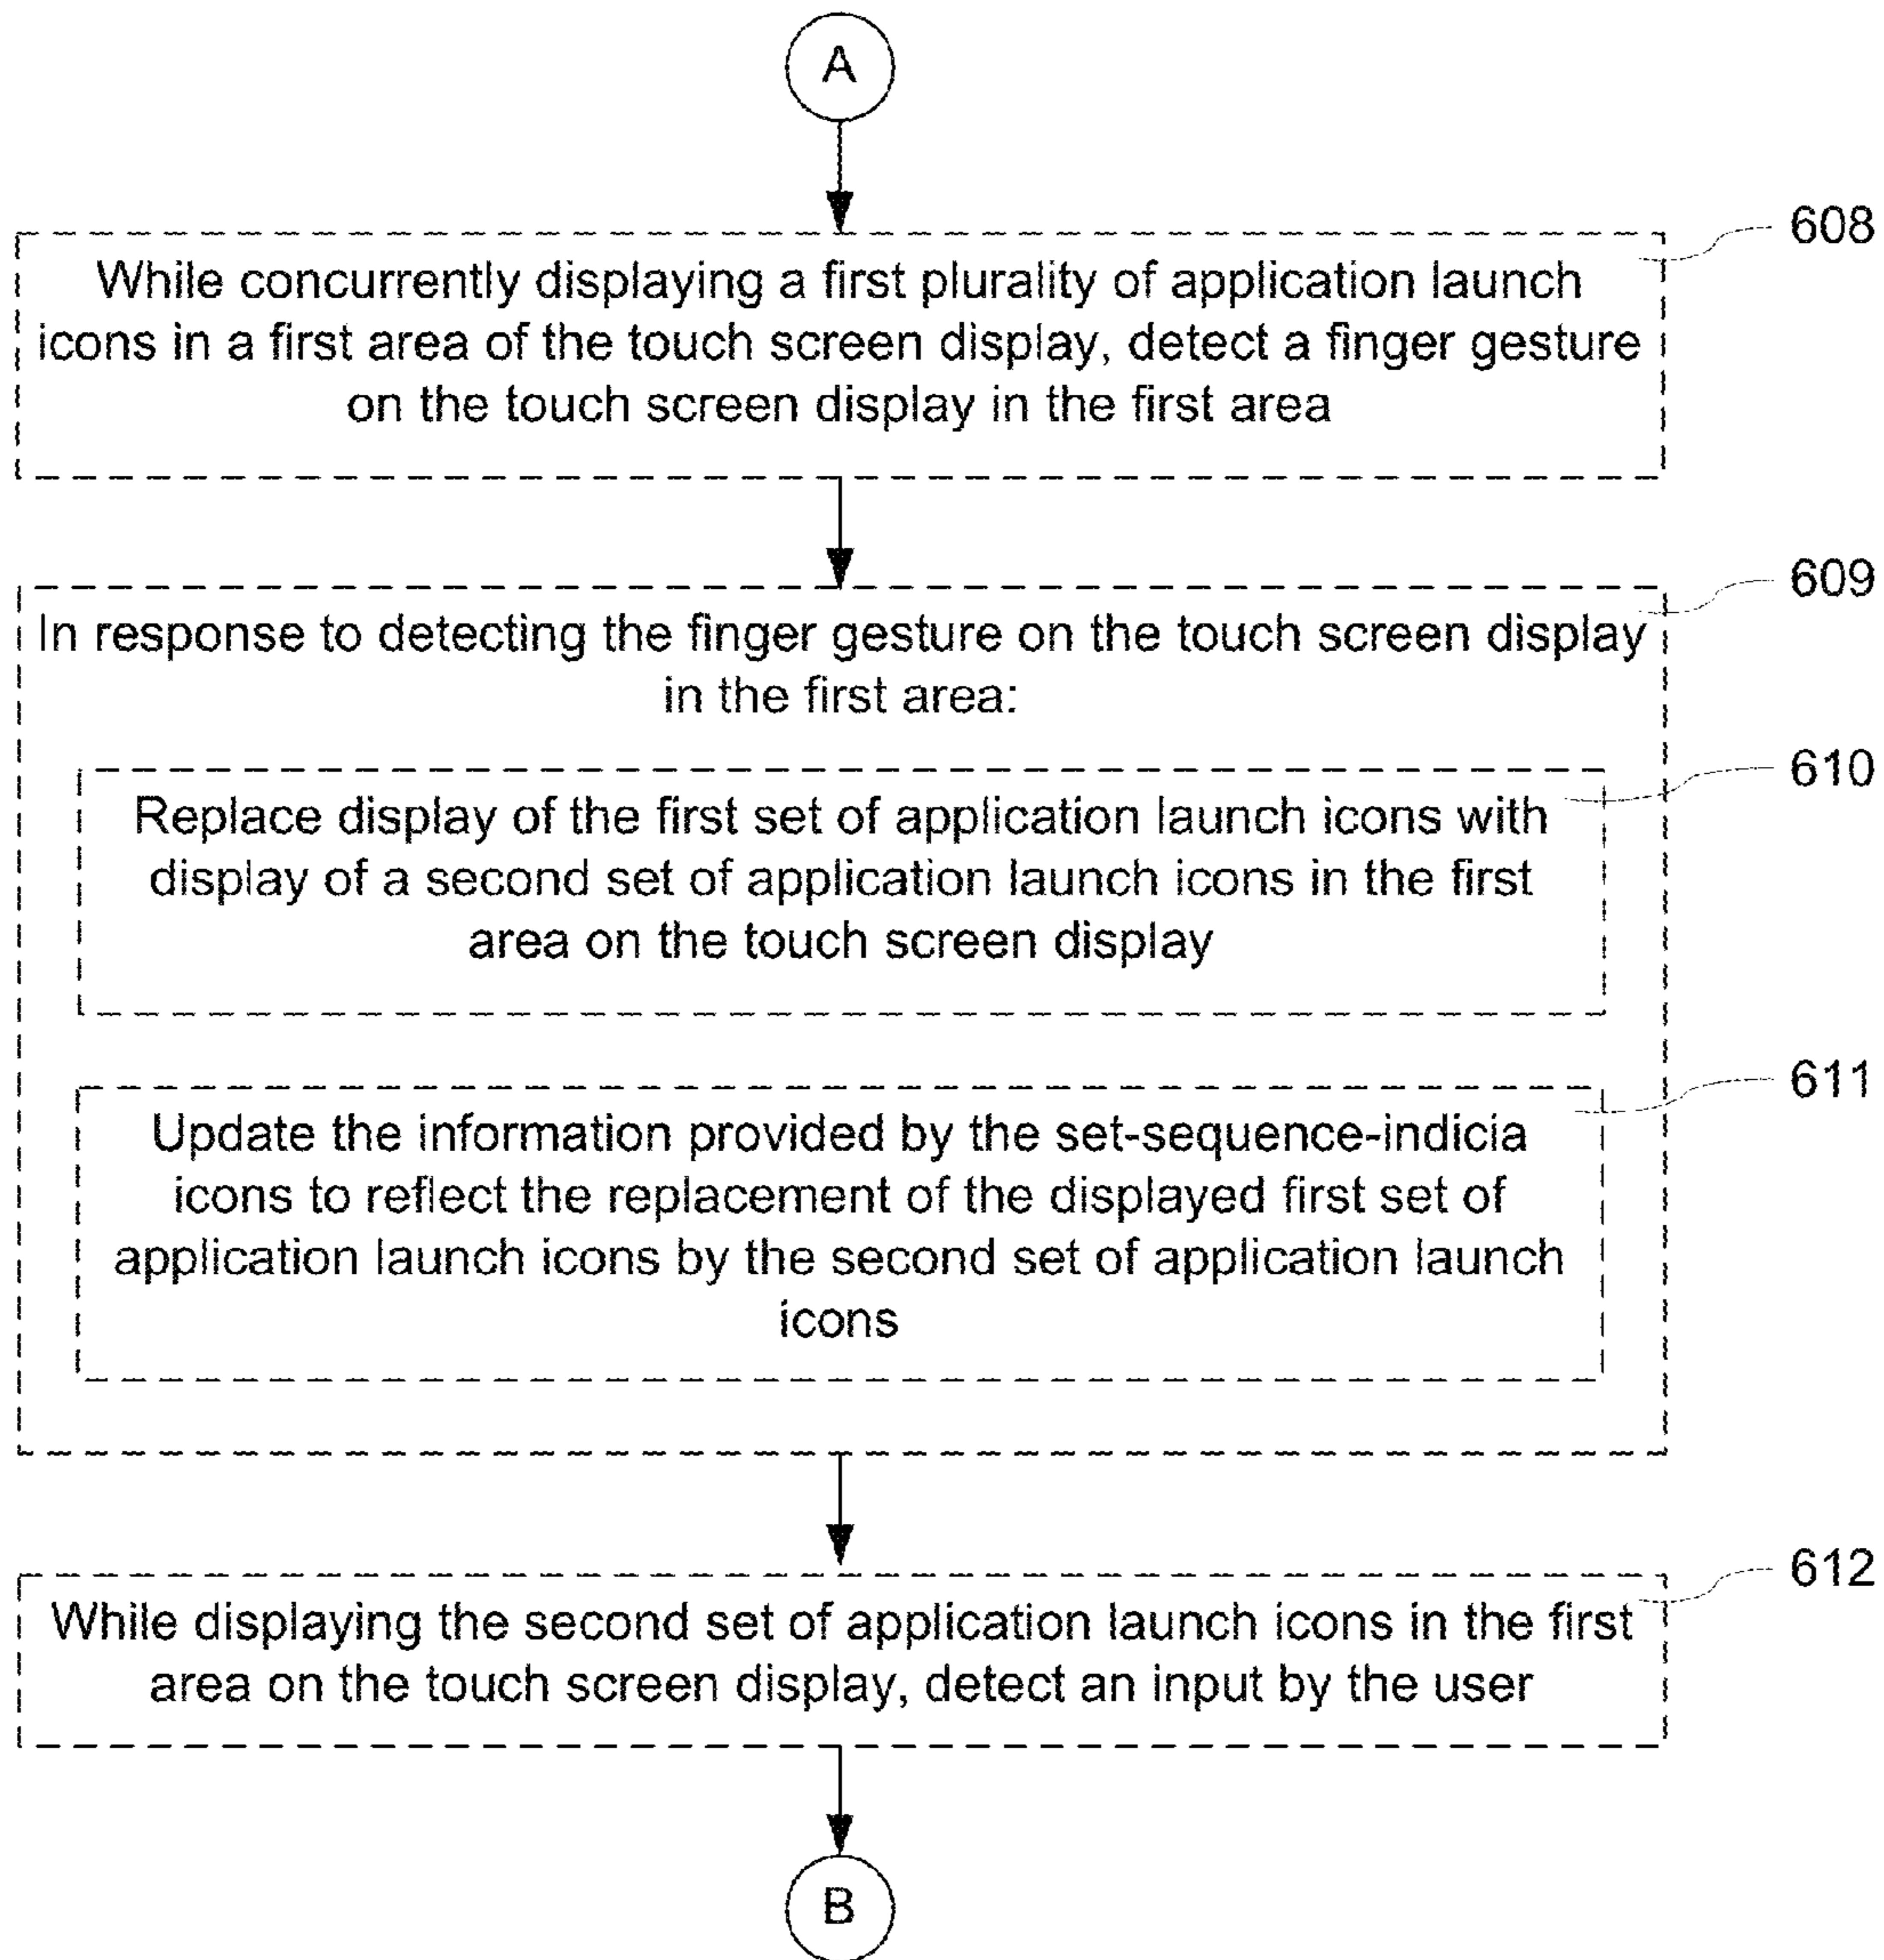 A
608
While concurrently displaying a first plurality of application launch
icons in a first area of the touch screen display, detect a finger gesture
on the touch screen display in the first area
609
In response to detecting the finger gesture on the touch screen display
in the first area:
610
Replace display of the first set of application launch icons with
display of a second set of application launch icons in the first
area on the touch screen display
611
Update the information provided by the set-sequence-indicia
icons to reflect the replacement of the displayed first set of
application launch icons by the second set of application launch
icons
612
While displaying the second set of application launch icons in the first
area on the touch screen display, detect an input by the user
B